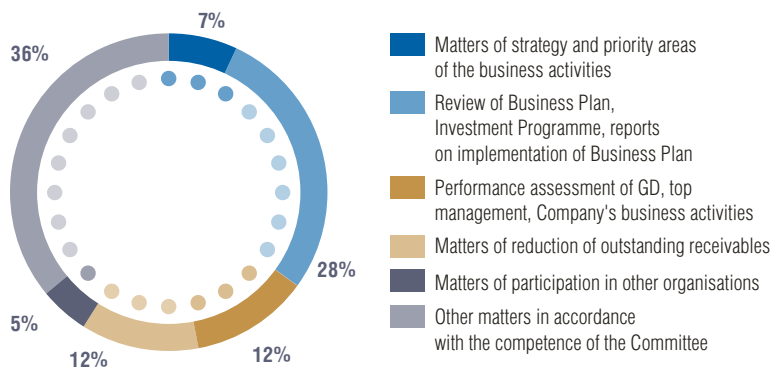 7%
36%
28%
5%
12%
12%
Matters of strategy and priority areas
of the business activities
Review of Business Plan,
Investment Programme, reports
on implementation of Business Plan
Performance assessment of GD, top
management, Company's business activities
Matters of reduction of outstanding receivables
Matters of participation in other organisations
Other matters in accordance
with the competence of the Committee